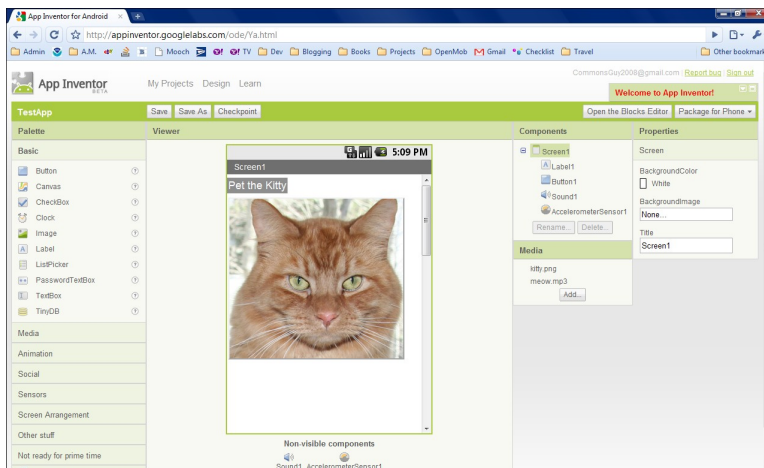 App Inventor for Android
http://appinventor.googlelabs.com/ode/Ya.html
Admin A.M. Mooch TV Dev Blogging Books Projects OpenMob Gmail Checklist Travel Other bookmark
CommonsGuy2008@gmail.com | Report bug | Sign out
App Inventor
BETA
My Projects Design Learn
Welcome to App Inventor!
TestApp
Save Save As Checkpoint Open the Blocks Editor Package for Phone
Palette Viewer Components Properties
Basic
Button
Canvas
CheckBox
Clock
Image
Label
ListPicker
PasswordTextBox
TextBox
TinyDB
Media
Animation
Social
Sensors
Screen Arrangement
Other stuff
Not ready for prime time
5:09 PM
Screen1
Pet the Kitty
Non-visible components
Sound1 AccelerometerSensor1
Screen1
Label1
Button1
Sound1
AccelerometerSensor1
Rename... Delete...
Media
kitty.png
meow.mp3
Add...
Screen
BackgroundColor
White
BackgroundImage
None...
Title
Screen1